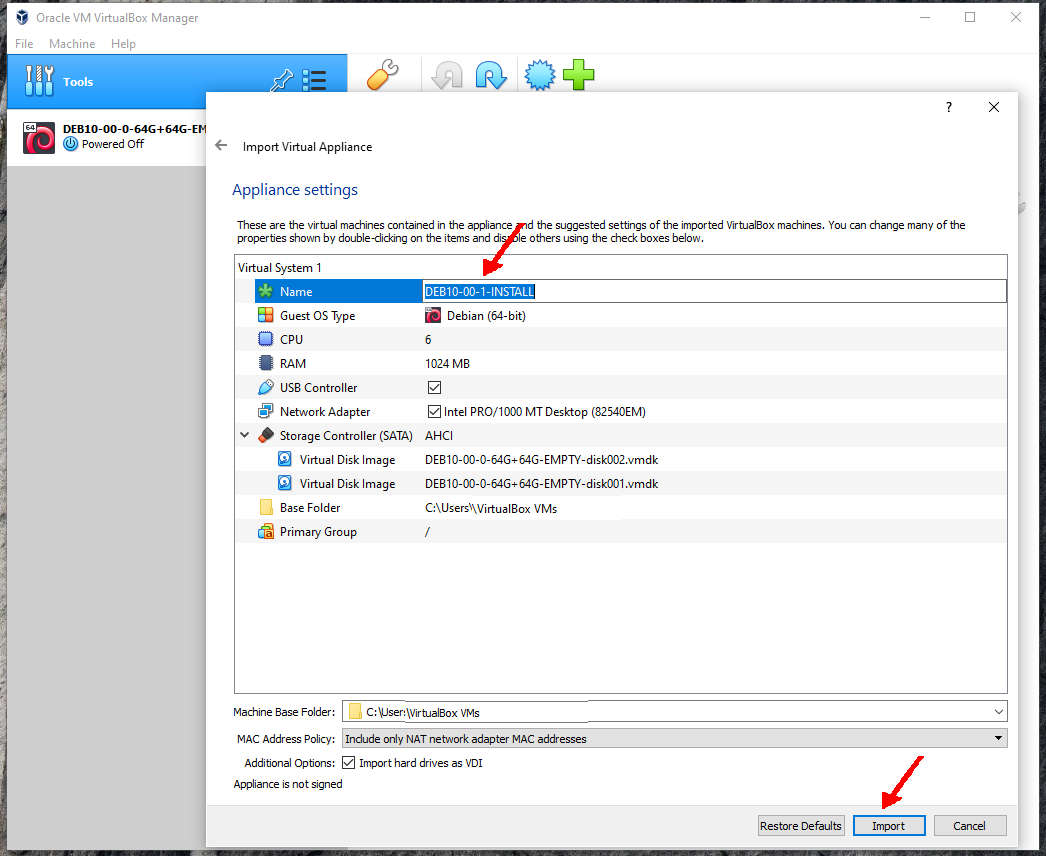 Oracle VM VirtualBox Manager
File Machine Help
Tools
64 DEB10-00-0-64G+64G-EM
Powered Off
?
Import Virtual Appliance
Appliance settings
These are the virtual machines contained in the appliance and the suggested settings of the imported VirtualBox machines. You can change many of the
properties shown by double-clicking on the items and disable others using the check boxes below.
Virtual System 1
Name DEB10-00-1-INSTALL
Guest OS Type Debian (64-bit)
CPU 6
RAM 1024 MB
USB Controller
Network Adapter Intel PRO/1000 MT Desktop (82540EM)
Storage Controller (SATA) AHCI
Virtual Disk Image DEB10-00-0-64G+64G-EMPTY-disk002.vmdk
Virtual Disk Image DEB10-00-0-64G+64G-EMPTY-disk001.vmdk
Base Folder C:\Users\\VirtualBox VMs
Primary Group /
Machine Base Folder: C:\User:\VirtualBox VMs
MAC Address Policy: Include only NAT network adapter MAC addresses
Additional Options: Import hard drives as VDI
Appliance is not signed
Restore Defaults Import Cancel